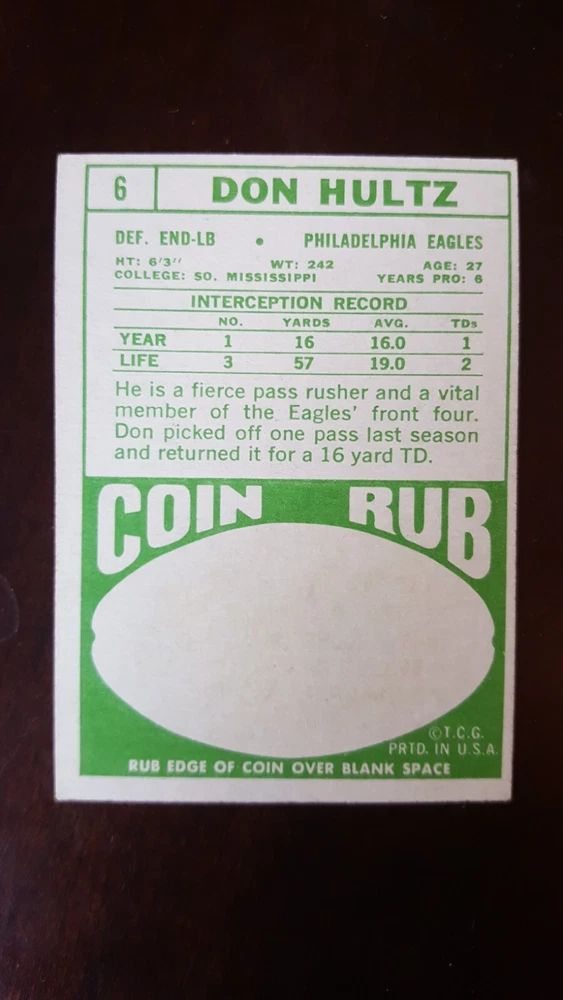 6 DON HULTZ
DEF. END-LB • PHILADELPHIA EAGLES
HT: 6'3" WT: 242 AGE: 27
COLLEGE: SO. MISSISSIPPI YEARS PRO: 6
INTERCEPTION RECORD
NO. YARDS AVG. TDs
YEAR 1 16 16.0 1
LIFE 3 57 19.0 2
He is a fierce pass rusher and a vital
member of the Eagles' front four.
Don picked off one pass last season
and returned it for a 16 yard TD.
COIN RUB
©T.C.G.
PRTD. IN U.S.A.
RUB EDGE OF COIN OVER BLANK SPACE